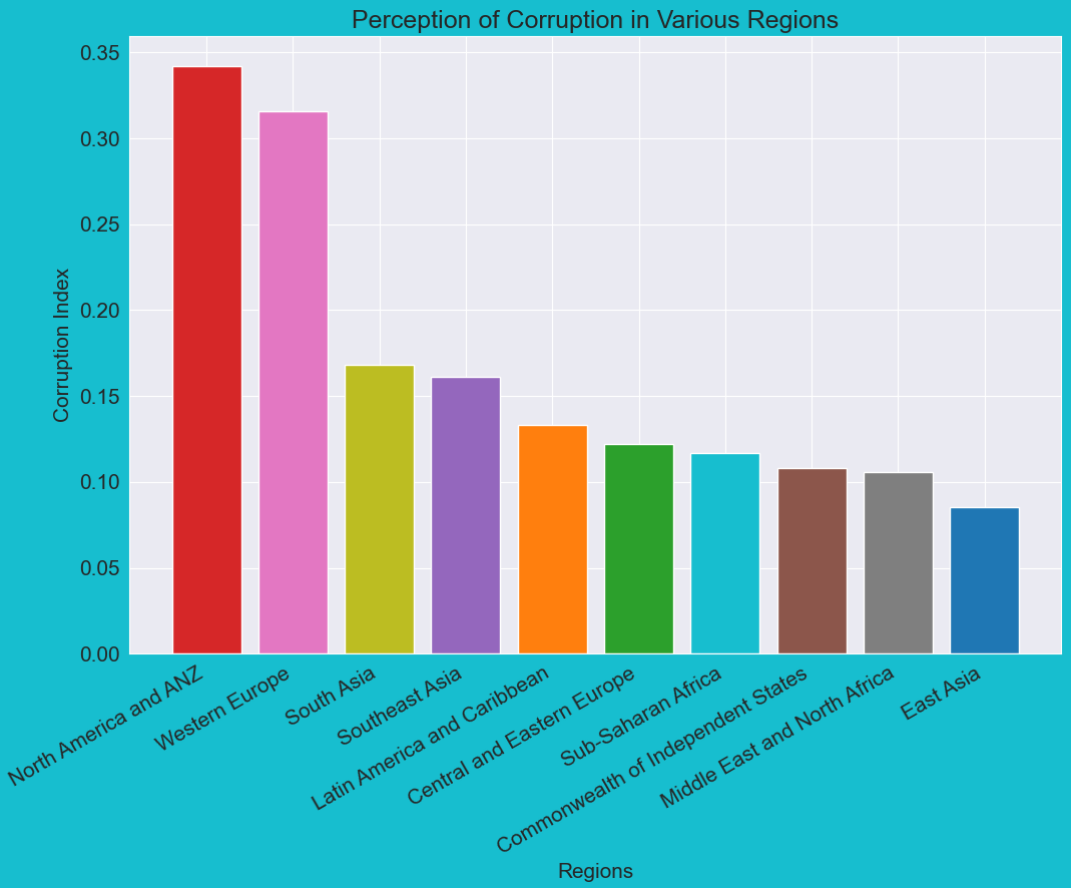 Perception of Corruption in Various Regions
Corruption Index
0.35
0.30
0.25
0.20
0.15
0.10
0.05
0.00
North America and ANZ
Western Europe
South Asia
Southeast Asia
Latin America and Caribbean
Central and Eastern Europe
Sub-Saharan Africa
Commonwealth of Independent States
Middle East and North Africa
East Asia
Regions